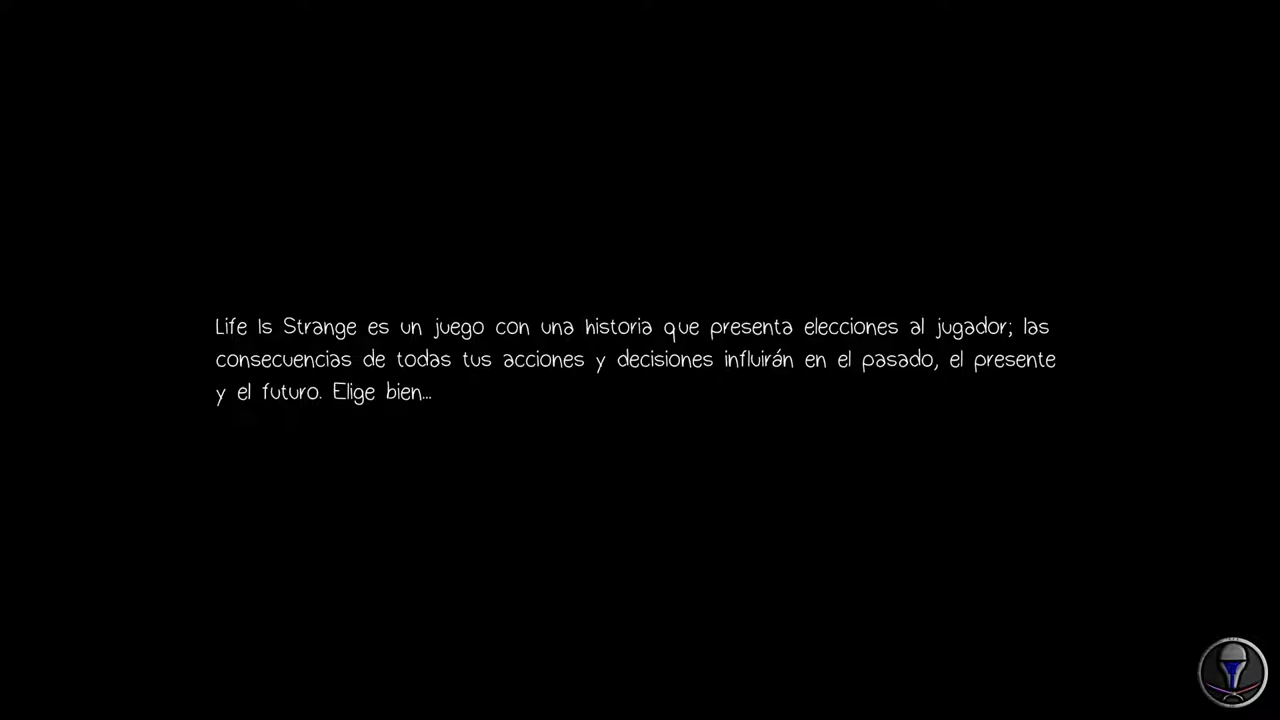 Life Is Strange es un juego con una historia que presenta elecciones al jugador; las
consecuencias de todas tus acciones y decisiones influirán en el pasado, el presente
y el futuro. Elige bien...